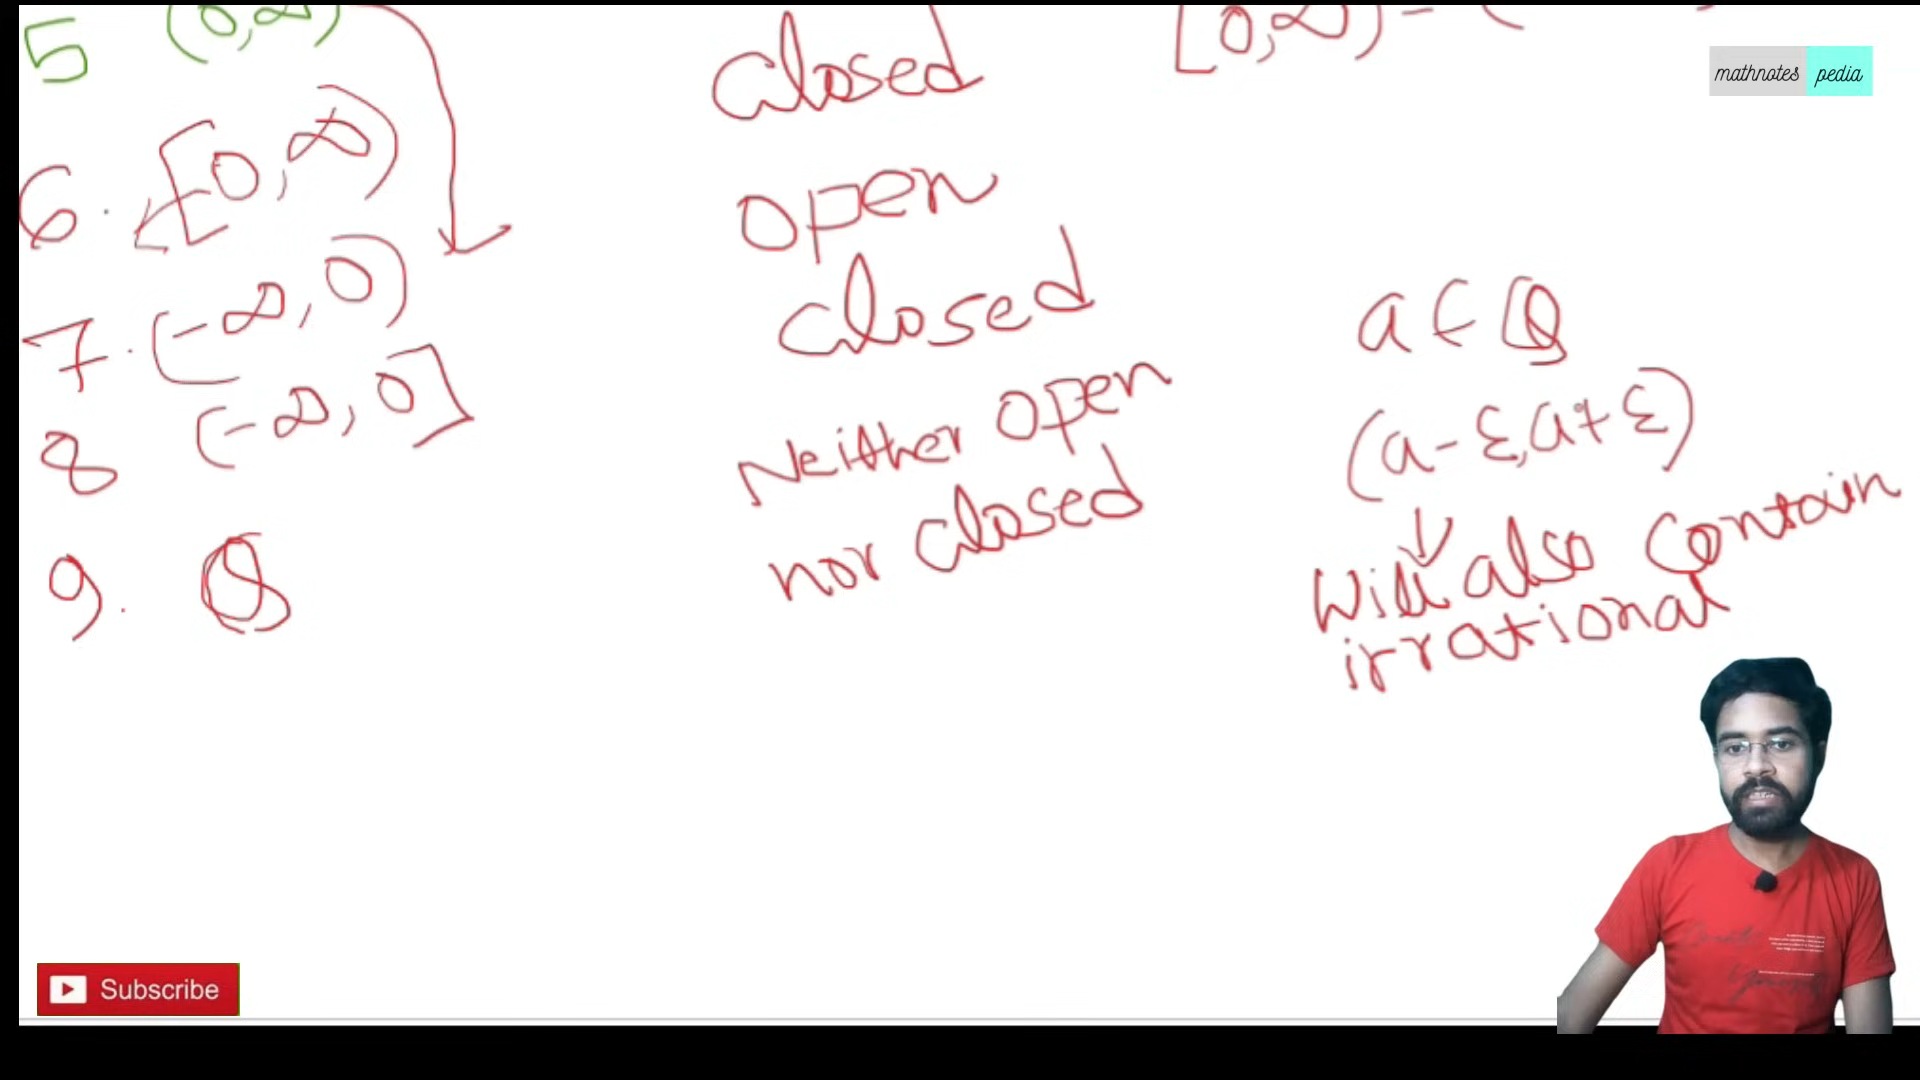 5 (0,∞)
closed
[0,∞)
mathnotes pedia
6. [0,∞)
open
7. (-∞,0)
closed
a ∈ Q
8 (-∞,0]
Neither open
nor closed
(a-ε,a+ε)
↓
will also contain
irrational
9. Q
Subscribe